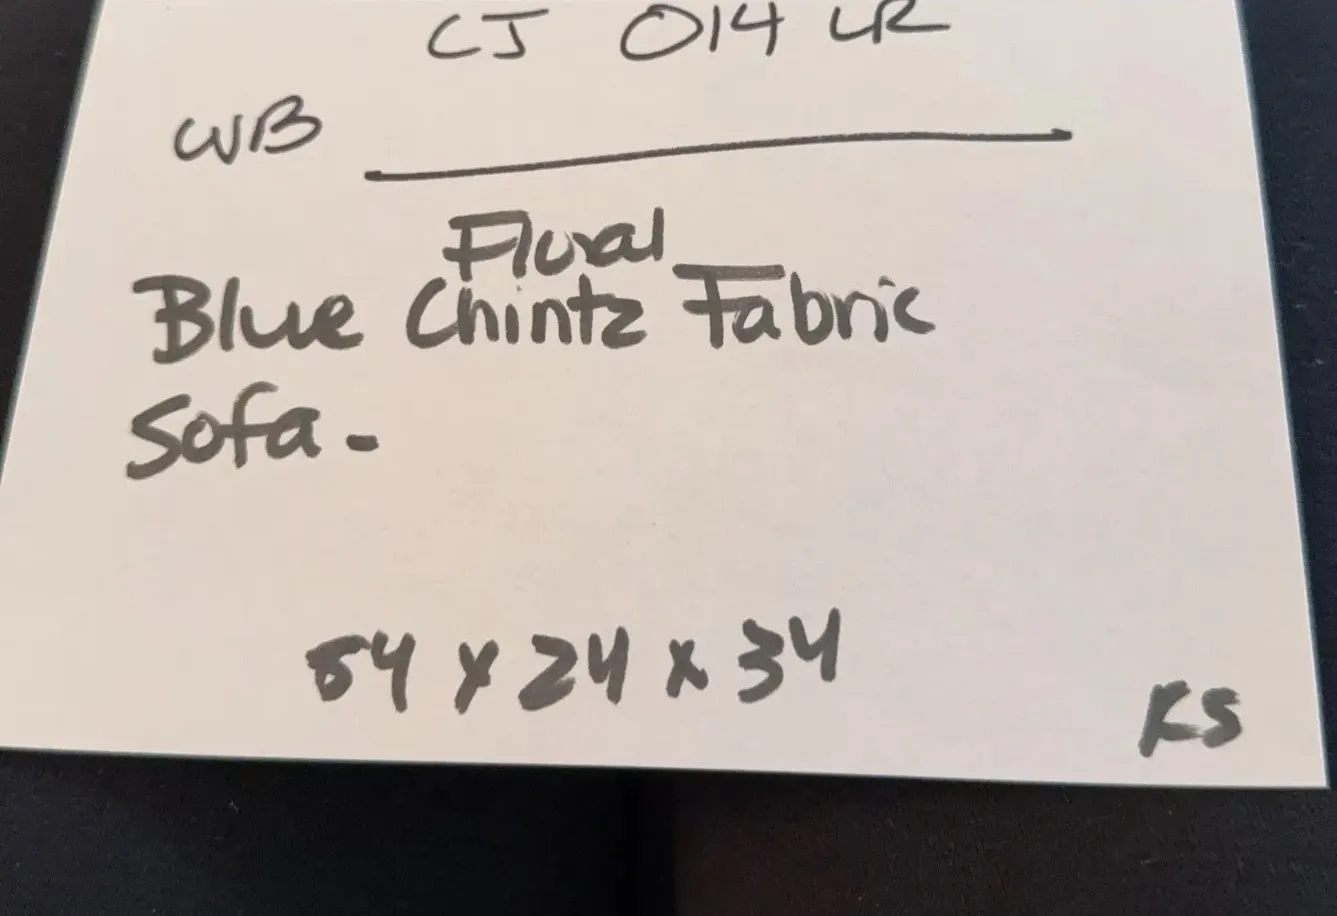 CJ 014 LR
WB
Floral
Blue Chintz Fabric
Sofa.
84 x 24 x 34
KS